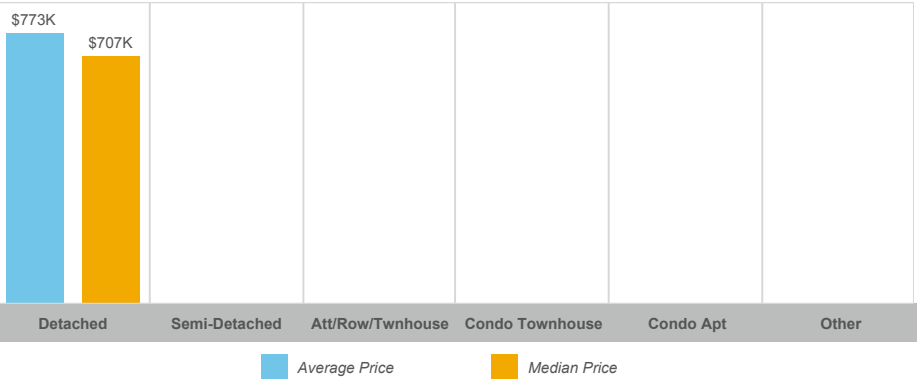 $773K
$707K
Detached Semi-Detached Att/Row/Twnhouse Condo Townhouse Condo Apt Other
Average Price Median Price